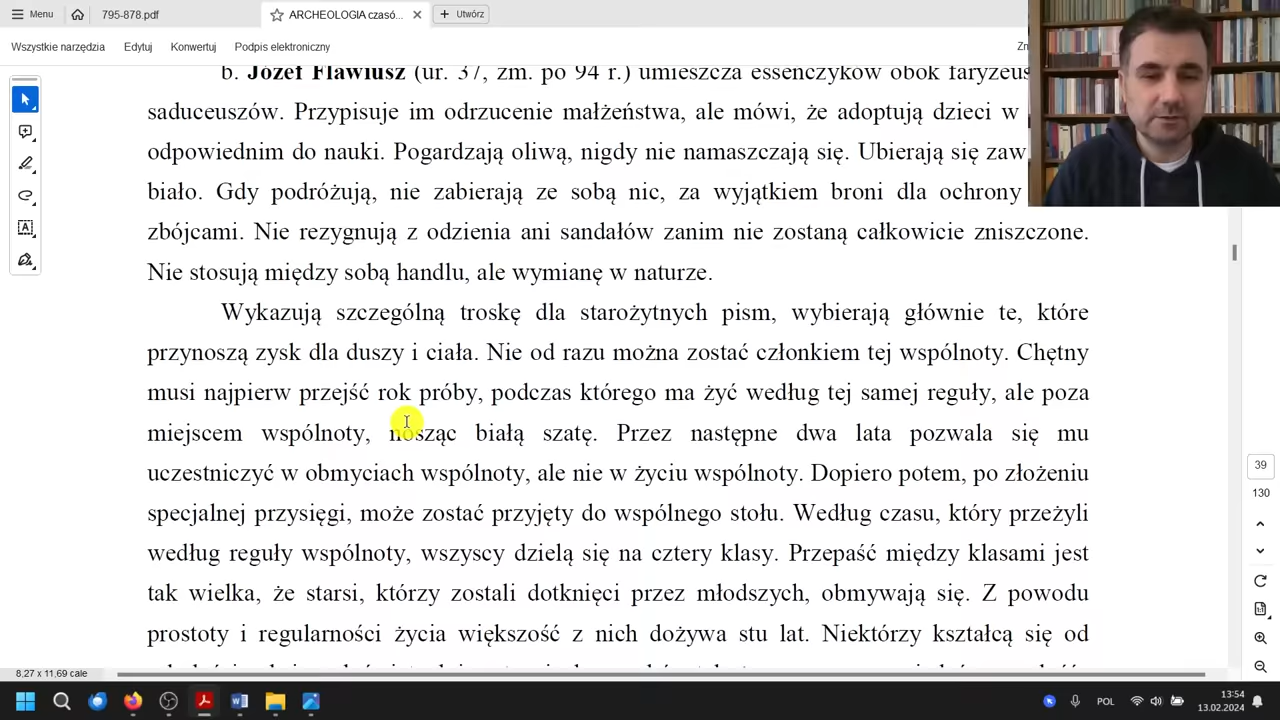 Menu 795-878.pdf ARCHEOLOGIA czasó... Utwórz
Wszystkie narzędzia Edytuj Konwertuj Podpis elektroniczny
b. Józef Flawiusz (ur. 37, zm. po 94 r.) umieszcza esseńczyków obok
saduceuszów. Przypisuje im odrzucenie małżeństwa, ale mówi, że adoptują dzieci w
odpowiednim do nauki. Pogardzają oliwą, nigdy nie namaszczają się. Ubierają się
biało. Gdy podróżują, nie zabierają ze sobą nic, za wyjątkiem broni dla ochrony
zbójcami. Nie rezygnują z odzienia ani sandałów zanim nie zostaną całkowicie zniszczone.
Nie stosują między sobą handlu, ale wymianę w naturze.
Wykazują szczególną troskę dla starożytnych pism, wybierają głównie te, które
przynoszą zysk dla duszy i ciała. Nie od razu można zostać członkiem tej wspólnoty. Chętny
musi najpierw przejść rok próby, podczas którego ma żyć według tej samej reguły, ale poza
miejscem wspólnoty, nosząc białą szatę. Przez następne dwa lata pozwala się mu
uczestniczyć w obmyciach wspólnoty, ale nie w życiu wspólnoty. Dopiero potem, po złożeniu
specjalnej przysięgi, może zostać przyjęty do wspólnego stołu. Według czasu, który przeżyli
według reguły wspólnoty, wszyscy dzielą się na cztery klasy. Przepaść między klasami jest
tak wielka, że starsi, którzy zostali dotknięci przez młodszych, obmywają się. Z powodu
prostoty i regularności życia większość z nich dożywa stu lat. Niektórzy kształcą się od
39
130
8,27 x 11,69 cale
POL 13:54
13.02.2024